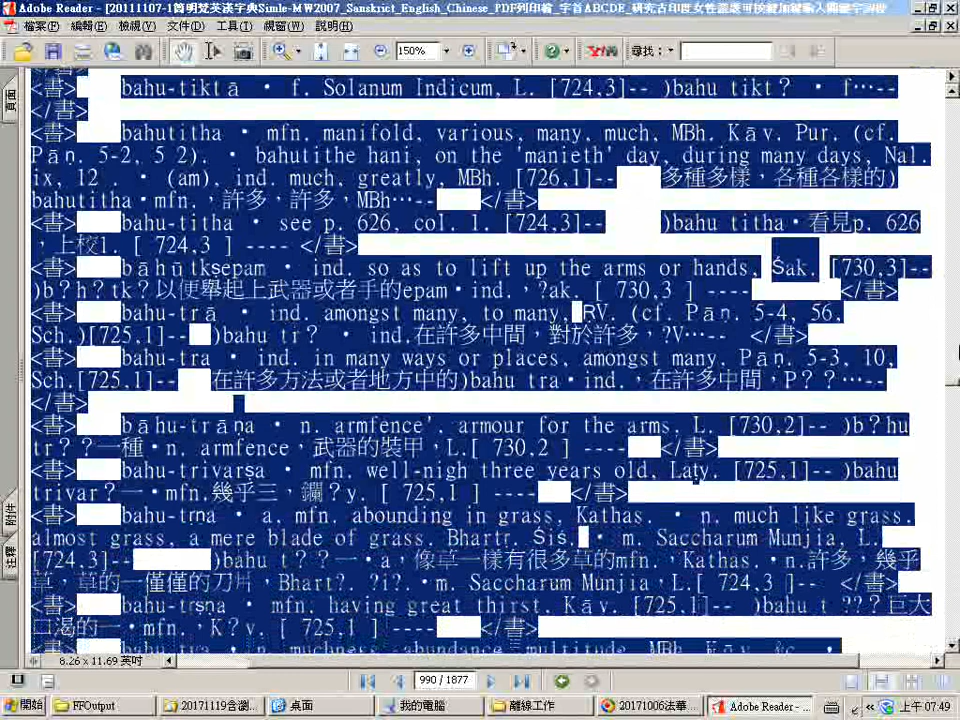 Adobe Reader - [20111107-1簡明梵英漢字典Simle-MW2007_Sanskrit_English_Chinese_PDF列印檔_字首ABCDE_研究古印度女性
檔案(F) 編輯(E) 檢視(V) 文件(D) 工具(T) 視窗(W) 說明(H)
150% 尋找:
頁面
附件
注釋
<書> bahu-tiktā • f. Solanum Indicum, L. [724,3]-- )bahu tikt? • f…--
</書>
<書> bahutitha • mfn. manifold, various, many, much, MBh. Kāv. Pur. (cf.
Pāṇ. 5-2, 5 2). • bahutithe hani, on the 'manieth' day, during many days, Nal.
ix, 12 . • (am), ind. much, greatly, MBh. [726,1]-- 多種多樣，各種各樣的)
bahutitha•mfn.，許多，許多，MBh…-- </書>
<書> bahu-titha • see p. 626, col. 1. [724,3]-- )bahu titha•看見p. 626
，上校1. [ 724,3 ] ---- </書>
<書> bāhūtkṣepam • ind. so as to lift up the arms or hands, Śak. [730,3]--
)b?h?tk?以便舉起上武器或者手的epam•ind.，?ak. [ 730,3 ] ---- </書>
<書> bahu-trā • ind. amongst many, to many, RV. (cf. Pāṇ. 5-4, 56,
Sch.)[725,1]-- )bahu tr? • ind.在許多中間，對於許多，?V…-- </書>
<書> bahu-tra • ind. in many ways or places, amongst many, Pāṇ. 5-3, 10,
Sch.[725,1]-- 在許多方法或者地方中的)bahu tra•ind.，在許多中間，P??…--
</書>
<書> bāhu-trāṇa • n. armfence', armour for the arms, L. [730,2]-- )b?hu
tr??一種•n. armfence，武器的裝甲，L.[ 730,2 ] ---- </書>
<書> bahu-trivarṣa • mfn. well-nigh three years old, Lāṭy. [725,1]-- )bahu
trivar?一•mfn.幾乎三，鑭?y. [ 725,1 ] ---- </書>
<書> bahu-tṛṇa • a, mfn. abounding in grass, Kathās. • n. much like grass,
almost grass, a mere blade of grass, Bhartṛ. Śiś. • m. Saccharum Munjia, L.
[724,3]-- )bahu t??一•a，像草一樣有很多草的mfn.，Kathas.•n.許多，幾乎
草，草的一僅僅的刀片，Bhart? ?i?.•m. Saccharum Munjia，L.[ 724,3 ]-- </書>
<書> bahu-tṛṣṇa • mfn. having great thirst, Kāv. [725,1]-- )bahu t ???巨大
口渴的一•mfn.，K?v. [ 725,1 ] ---- </書>
8.26 x 11.69 英吋
990 / 1877
開始 FFOutput 20171119含瀏... 桌面 我的電腦 離線工作 20171006法華... Adobe Reader - ... 上午 07:49